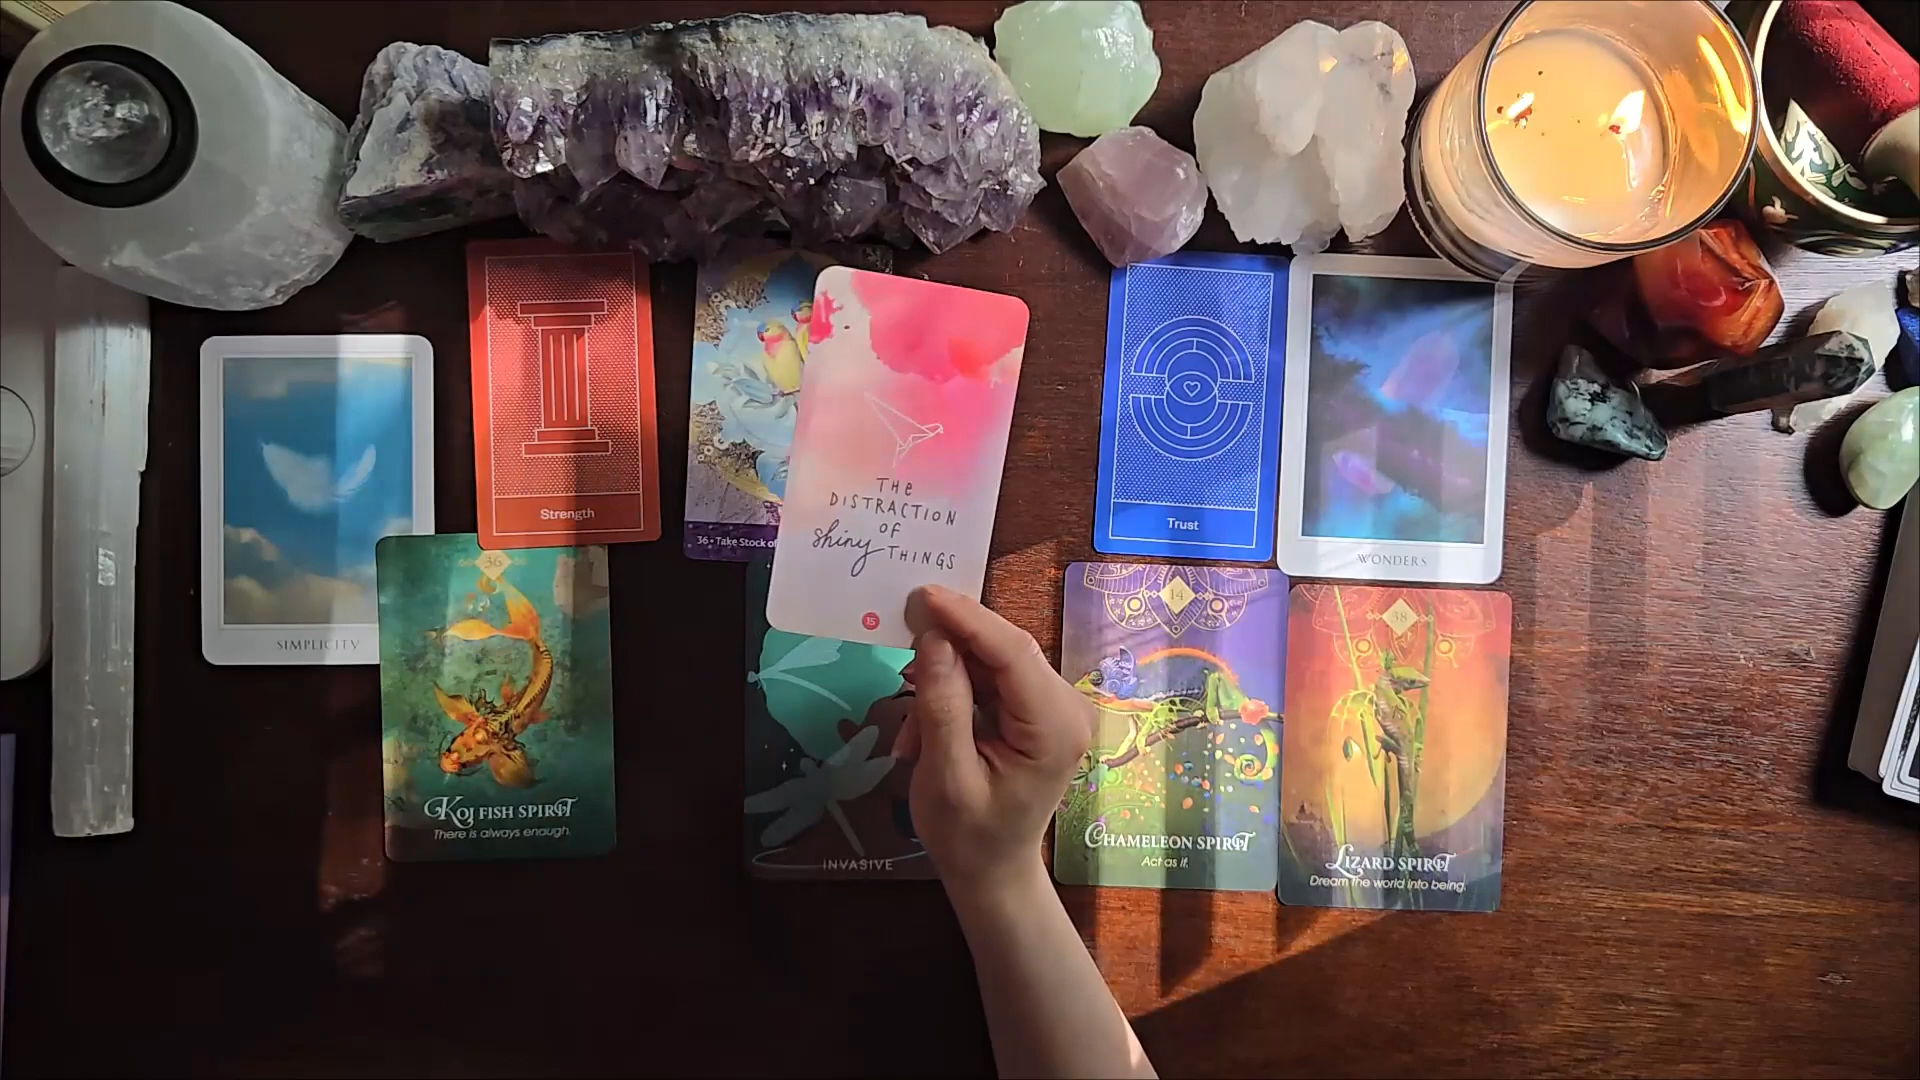 SIMPLICITY
Strength
36 • Take Stock of
THE
DISTRACTION
OF
Shiny THINGS
15
Trust
WONDERS
36
KOI FISH SPIRIT
There is always enough.
INVASIVE
14
CHAMELEON SPIRIT
Act as if.
38
LIZARD SPIRIT
Dream the world into being.